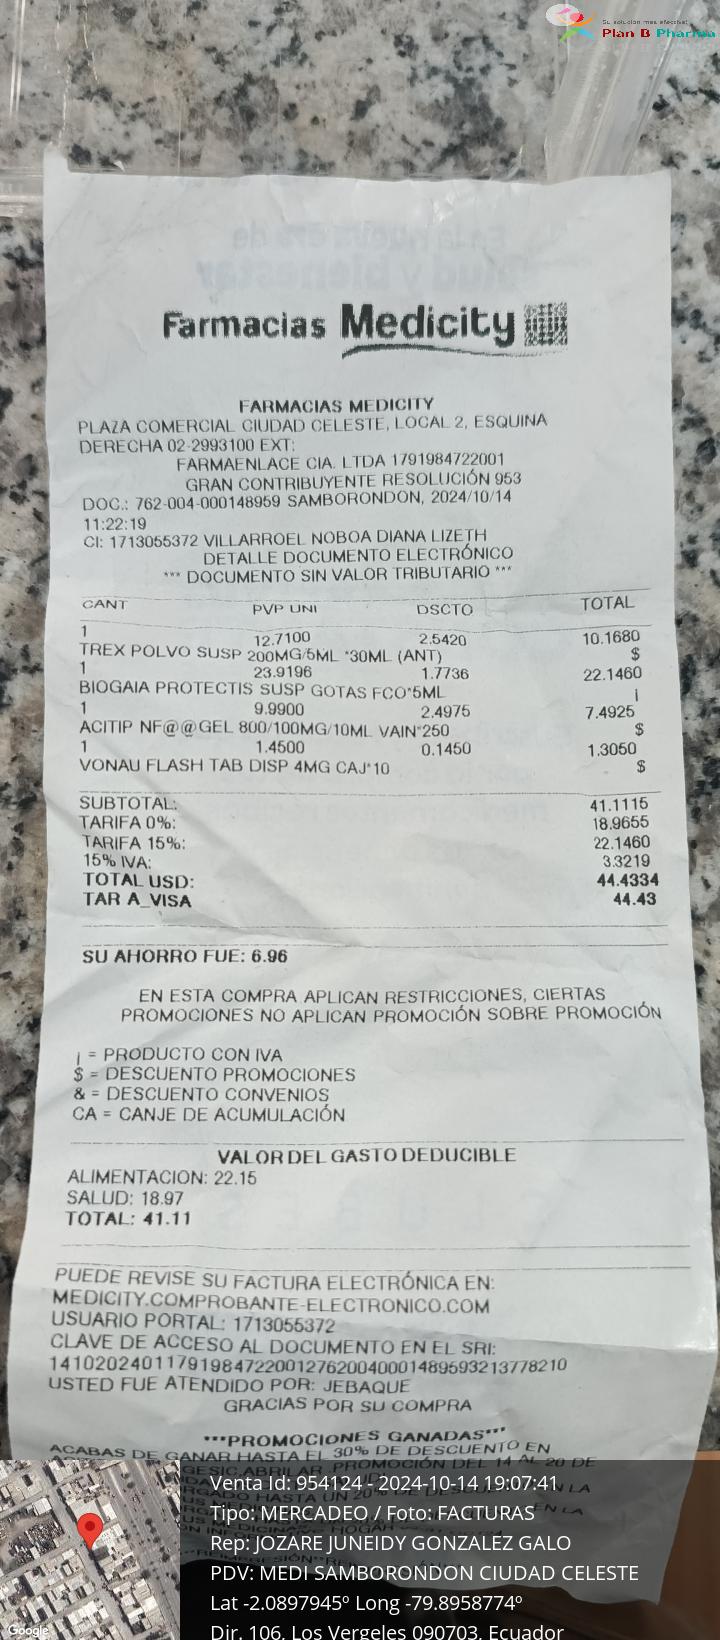 Su solución más efectiva!
Plan B Pharma
Farmacias Medicity
FARMACIAS MEDICITY
PLAZA COMERCIAL CIUDAD CELESTE, LOCAL 2, ESQUINA
DERECHA 02-2993100 EXT:
FARMAENLACE CIA. LTDA 1791984722001
GRAN CONTRIBUYENTE RESOLUCIÓN 953
DOC.: 762-004-000148959 SAMBORONDON, 2024/10/14
11:22:19
CI: 1713055372 VILLARROEL NOBOA DIANA LIZETH
DETALLE DOCUMENTO ELECTRÓNICO
*** DOCUMENTO SIN VALOR TRIBUTARIO ***
CANT PVP UNI DSCTO TOTAL
1 12.7100 2.5420 10.1680
TREX POLVO SUSP 200MG/5ML *30ML (ANT) $
1 23.9196 1.7736 22.1460
BIOGAIA PROTECTIS SUSP GOTAS FCO*5ML ¡
1 9.9900 2.4975 7.4925
ACITIP NF@@GEL 800/100MG/10ML VAIN*250 $
1 1.4500 0.1450 1.3050
VONAU FLASH TAB DISP 4MG CAJ*10 $
SUBTOTAL: 41.1115
TARIFA 0%: 18.9655
TARIFA 15%: 22.1460
15% IVA: 3.3219
TOTAL USD: 44.4334
TAR A_VISA 44.43
SU AHORRO FUE: 6.96
EN ESTA COMPRA APLICAN RESTRICCIONES, CIERTAS
PROMOCIONES NO APLICAN PROMOCIÓN SOBRE PROMOCIÓN
¡ = PRODUCTO CON IVA
$ = DESCUENTO PROMOCIONES
& = DESCUENTO CONVENIOS
CA = CANJE DE ACUMULACIÓN
VALOR DEL GASTO DEDUCIBLE
ALIMENTACION: 22.15
SALUD: 18.97
TOTAL: 41.11
PUEDE REVISE SU FACTURA ELECTRÓNICA EN:
MEDICITY.COMPROBANTE-ELECTRONICO.COM
USUARIO PORTAL: 1713055372
CLAVE DE ACCESO AL DOCUMENTO EN EL SRI:
1410202401179198472200127620040001489593213778210
USTED FUE ATENDIDO POR: JEBAQUE
GRACIAS POR SU COMPRA
***PROMOCIONES GANADAS***
ACABAS DE GANAR HASTA EL 30% DE DESCUENTO EN
PROMOCIÓN DEL 14 AL 20 DE
Venta Id: 954124 - 2024-10-14 19:07:41
Tipo: MERCADEO / Foto: FACTURAS
Rep: JOZARE JUNEIDY GONZALEZ GALO
PDV: MEDI SAMBORONDON CIUDAD CELESTE
Lat -2.0897945º Long -79.8958774º
Dir. 106, Los Vergeles 090703, Ecuador
Google